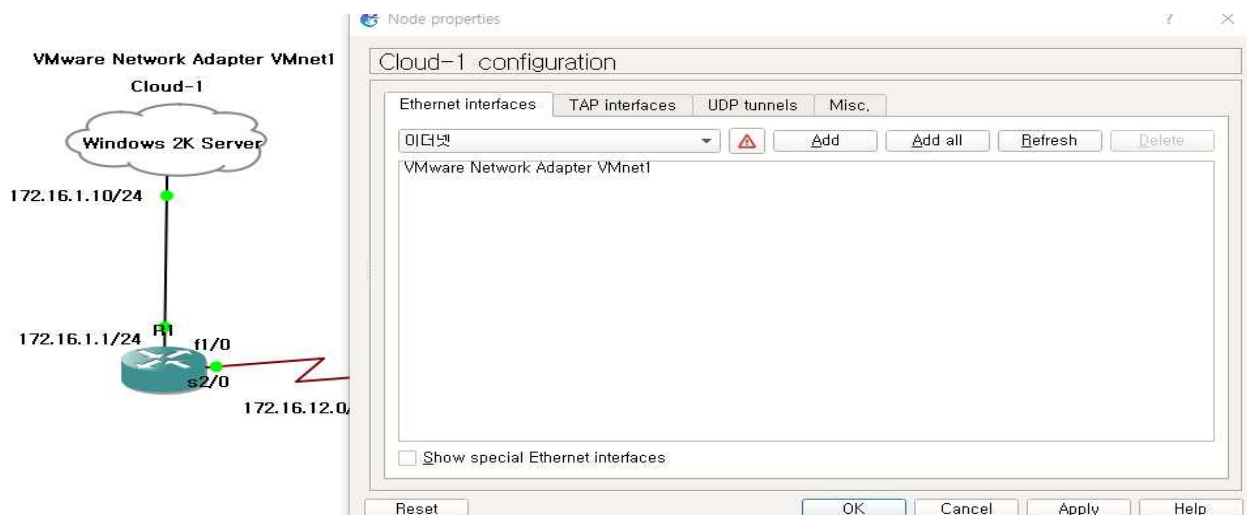 VMware Network Adapter VMnet1
Cloud-1
Windows 2K Server
172.16.1.10/24
172.16.1.1/24
R1
f1/0
s2/0
172.16.12.0/
Node properties
? ×
Cloud-1 configuration
Ethernet interfaces TAP interfaces UDP tunnels Misc.
이더넷 Add Add all Refresh Delete
VMware Network Adapter VMnet1
Show special Ethernet interfaces
Reset OK Cancel Apply Help